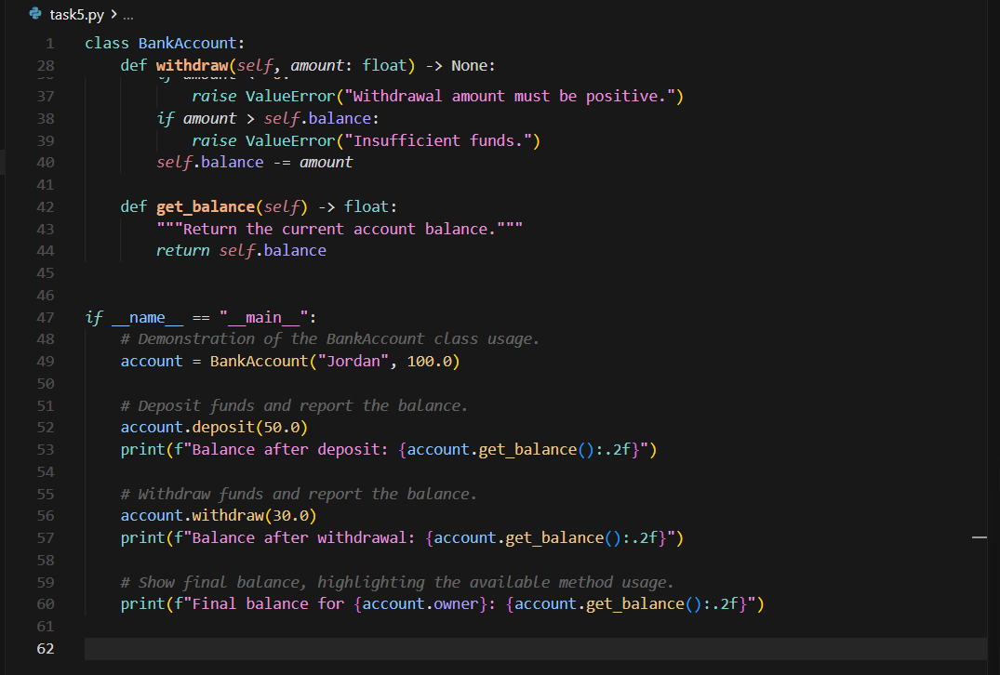 task5.py > ...
1 class BankAccount:
28     def withdraw(self, amount: float) -> None:
37             raise ValueError("Withdrawal amount must be positive.")
38         if amount > self.balance:
39             raise ValueError("Insufficient funds.")
40         self.balance -= amount
41
42     def get_balance(self) -> float:
43         """Return the current account balance."""
44         return self.balance
45
46
47 if __name__ == "__main__":
48     # Demonstration of the BankAccount class usage.
49     account = BankAccount("Jordan", 100.0)
50
51     # Deposit funds and report the balance.
52     account.deposit(50.0)
53     print(f"Balance after deposit: {account.get_balance():.2f}")
54
55     # Withdraw funds and report the balance.
56     account.withdraw(30.0)
57     print(f"Balance after withdrawal: {account.get_balance():.2f}")
58
59     # Show final balance, highlighting the available method usage.
60     print(f"Final balance for {account.owner}: {account.get_balance():.2f}")
61
62